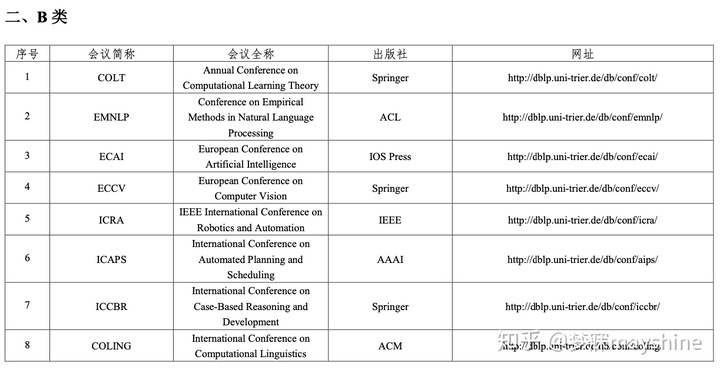 二、B 类
序号 会议简称 会议全称 出版社 网址
1 COLT Annual Conference on Computational Learning Theory Springer http://dblp.uni-trier.de/db/conf/colt/
2 EMNLP Conference on Empirical Methods in Natural Language Processing ACL http://dblp.uni-trier.de/db/conf/emnlp/
3 ECAI European Conference on Artificial Intelligence IOS Press http://dblp.uni-trier.de/db/conf/ecai/
4 ECCV European Conference on Computer Vision Springer http://dblp.uni-trier.de/db/conf/eccv/
5 ICRA IEEE International Conference on Robotics and Automation IEEE http://dblp.uni-trier.de/db/conf/icra/
6 ICAPS International Conference on Automated Planning and Scheduling AAAI http://dblp.uni-trier.de/db/conf/aips/
7 ICCBR International Conference on Case-Based Reasoning and Development Springer http://dblp.uni-trier.de/db/conf/iccbr/
8 COLING International Conference on Computational Linguistics ACM http://dblp.uni-trier.de/db/conf/coling/
知乎